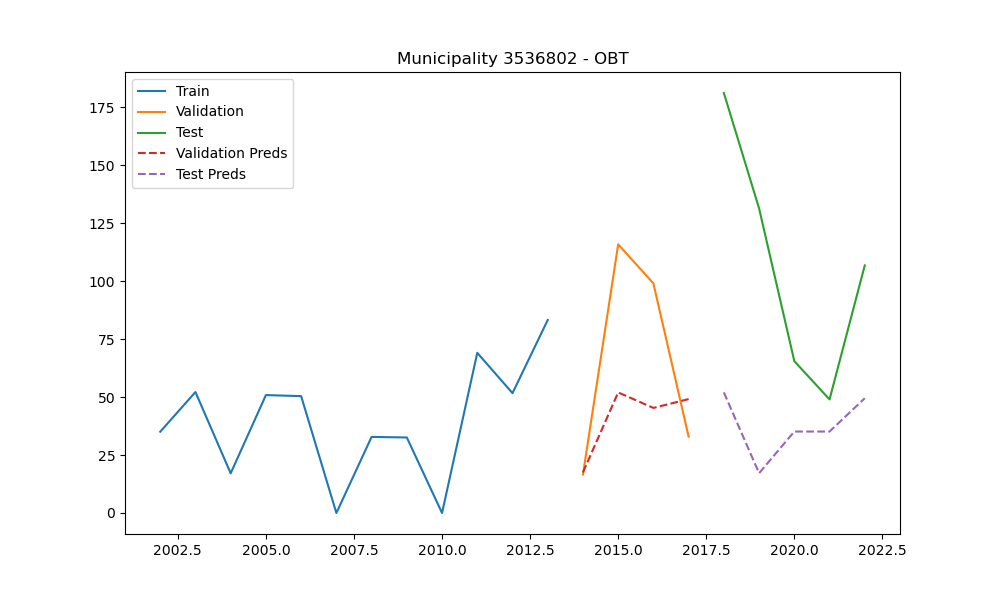 Municipality 3536802 - OBT
Train
Validation
Test
Validation Preds
Test Preds
175
150
125
100
75
50
25
0
2002.5 2005.0 2007.5 2010.0 2012.5 2015.0 2017.5 2020.0 2022.5